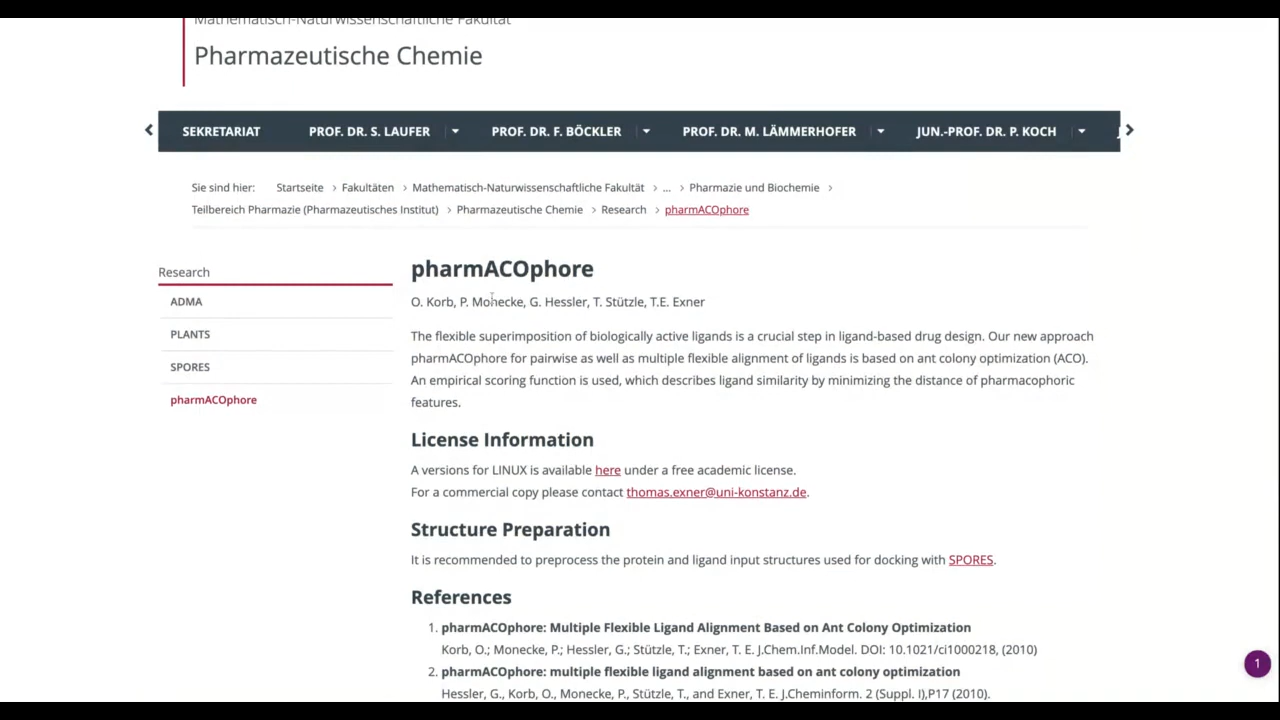 Mathematisch-Naturwissenschaftliche Fakultät
Pharmazeutische Chemie
SEKRETARIAT PROF. DR. S. LAUFER PROF. DR. F. BÖCKLER PROF. DR. M. LÄMMERHOFER JUN.-PROF. DR. P. KOCH
Sie sind hier: Startseite > Fakultäten > Mathematisch-Naturwissenschaftliche Fakultät > ... > Pharmazie und Biochemie >
Teilbereich Pharmazie (Pharmazeutisches Institut) > Pharmazeutische Chemie > Research > pharmACOphore
Research
ADMA
PLANTS
SPORES
pharmACOphore
pharmACOphore
O. Korb, P. Monecke, G. Hessler, T. Stützle, T.E. Exner
The flexible superimposition of biologically active ligands is a crucial step in ligand-based drug design. Our new approach
pharmACOphore for pairwise as well as multiple flexible alignment of ligands is based on ant colony optimization (ACO).
An empirical scoring function is used, which describes ligand similarity by minimizing the distance of pharmacophoric
features.
License Information
A versions for LINUX is available here under a free academic license.
For a commercial copy please contact thomas.exner@uni-konstanz.de.
Structure Preparation
It is recommended to preprocess the protein and ligand input structures used for docking with SPORES.
References
1. pharmACOphore: Multiple Flexible Ligand Alignment Based on Ant Colony Optimization
Korb, O.; Monecke, P.; Hessler, G.; Stützle, T.; Exner, T. E. J.Chem.Inf.Model. DOI: 10.1021/ci1000218, (2010)
2. pharmACOphore: multiple flexible ligand alignment based on ant colony optimization
Hessler, G., Korb, O., Monecke, P., Stützle, T., and Exner, T. E. J.Cheminform. 2 (Suppl. I),P17 (2010).
1